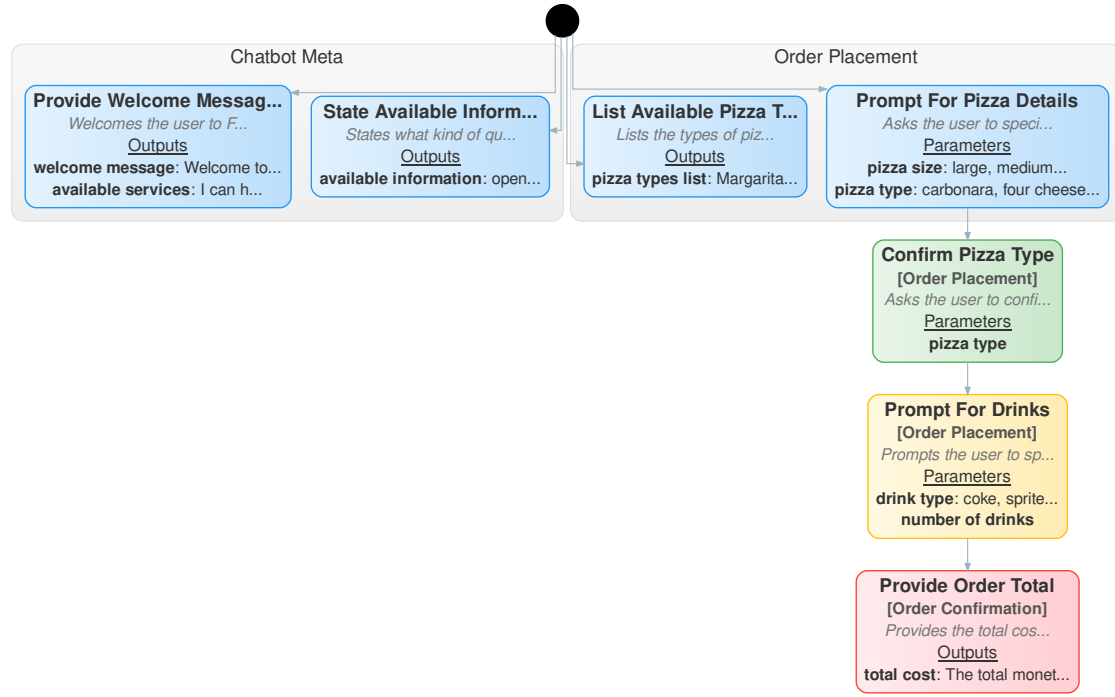 Chatbot Meta
Provide Welcome Messag...
Welcomes the user to F...
Outputs
welcome message: Welcome to...
available services: I can h...
State Available Inform...
States what kind of qu...
Outputs
available information: open...
Order Placement
List Available Pizza T...
Lists the types of piz...
Outputs
pizza types list: Margarita...
Prompt For Pizza Details
Asks the user to speci...
Parameters
pizza size: large, medium...
pizza type: carbonara, four cheese...
Confirm Pizza Type
[Order Placement]
Asks the user to confi...
Parameters
pizza type
Prompt For Drinks
[Order Placement]
Prompts the user to sp...
Parameters
drink type: coke, sprite...
number of drinks
Provide Order Total
[Order Confirmation]
Provides the total cos...
Outputs
total cost: The total monet...